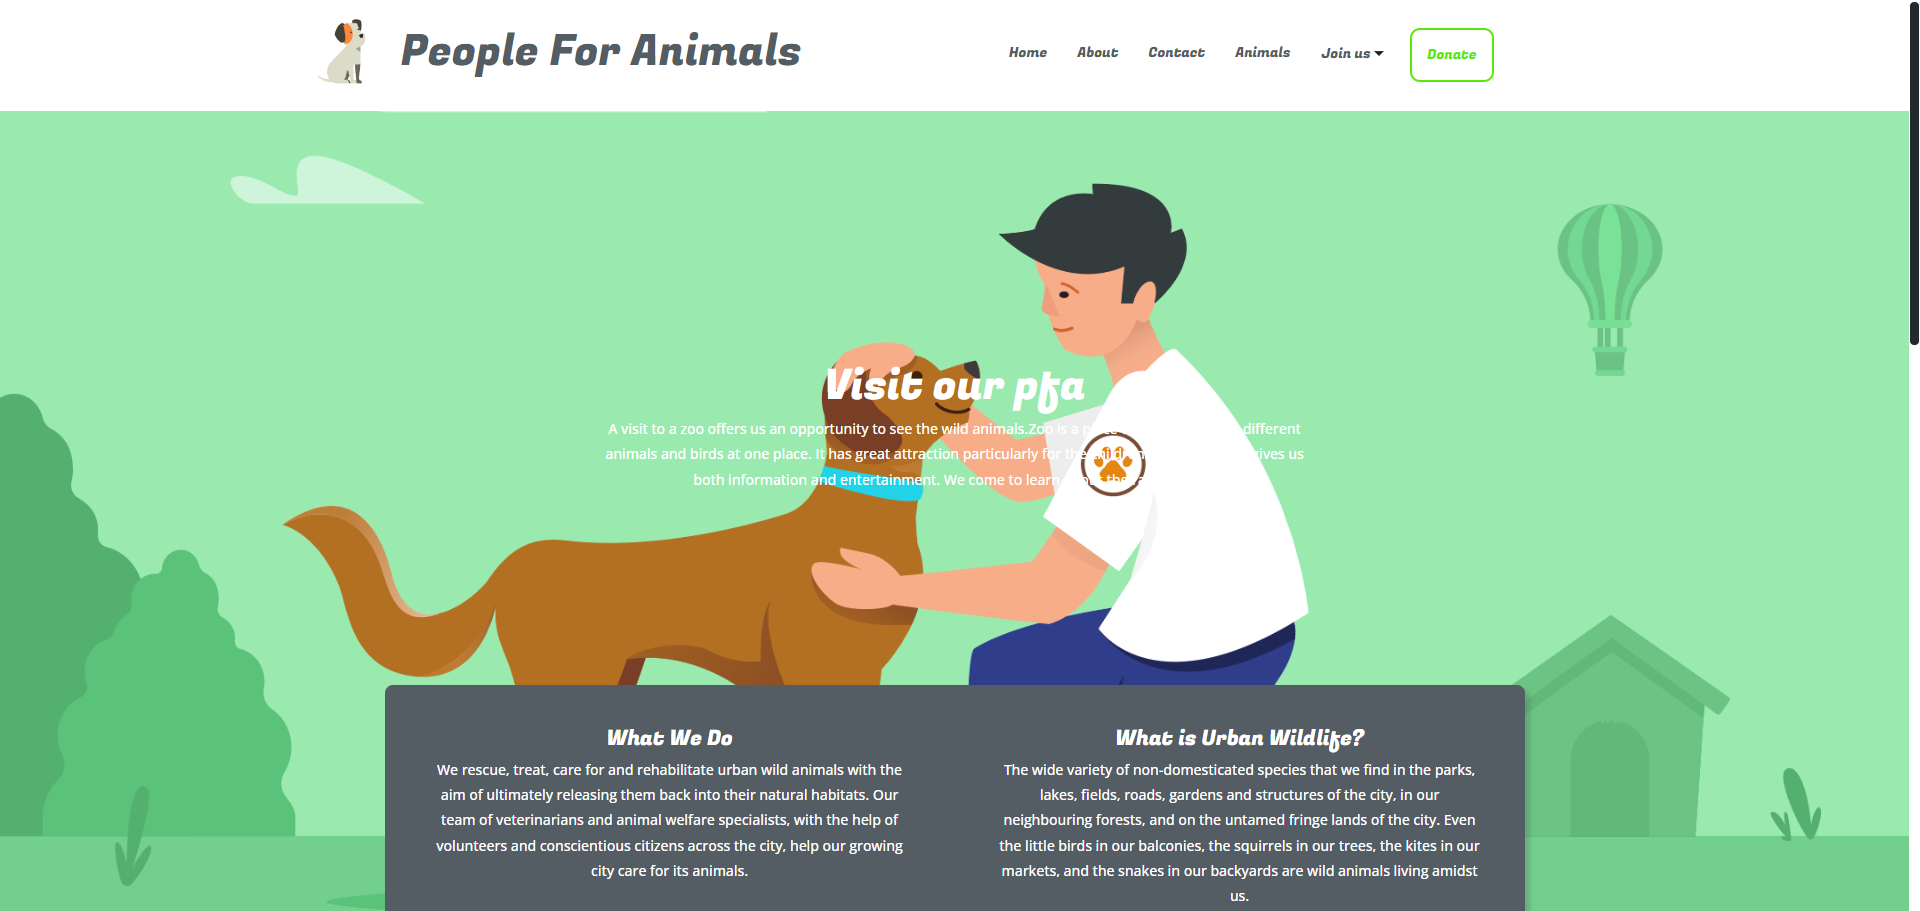 People For Animals
Home About Contact Animals Join us Donate
Visit our pfa
A visit to a zoo offers us an opportunity to see the wild animals.Zoo is a different
animals and birds at one place. It has great attraction particularly for the children gives us
both information and entertainment. We come to learn about the
What We Do
We rescue, treat, care for and rehabilitate urban wild animals with the
aim of ultimately releasing them back into their natural habitats. Our
team of veterinarians and animal welfare specialists, with the help of
volunteers and conscientious citizens across the city, help our growing
city care for its animals.
What is Urban Wildlife?
The wide variety of non-domesticated species that we find in the parks,
lakes, fields, roads, gardens and structures of the city, in our
neighbouring forests, and on the untamed fringe lands of the city. Even
the little birds in our balconies, the squirrels in our trees, the kites in our
markets, and the snakes in our backyards are wild animals living amidst
us.